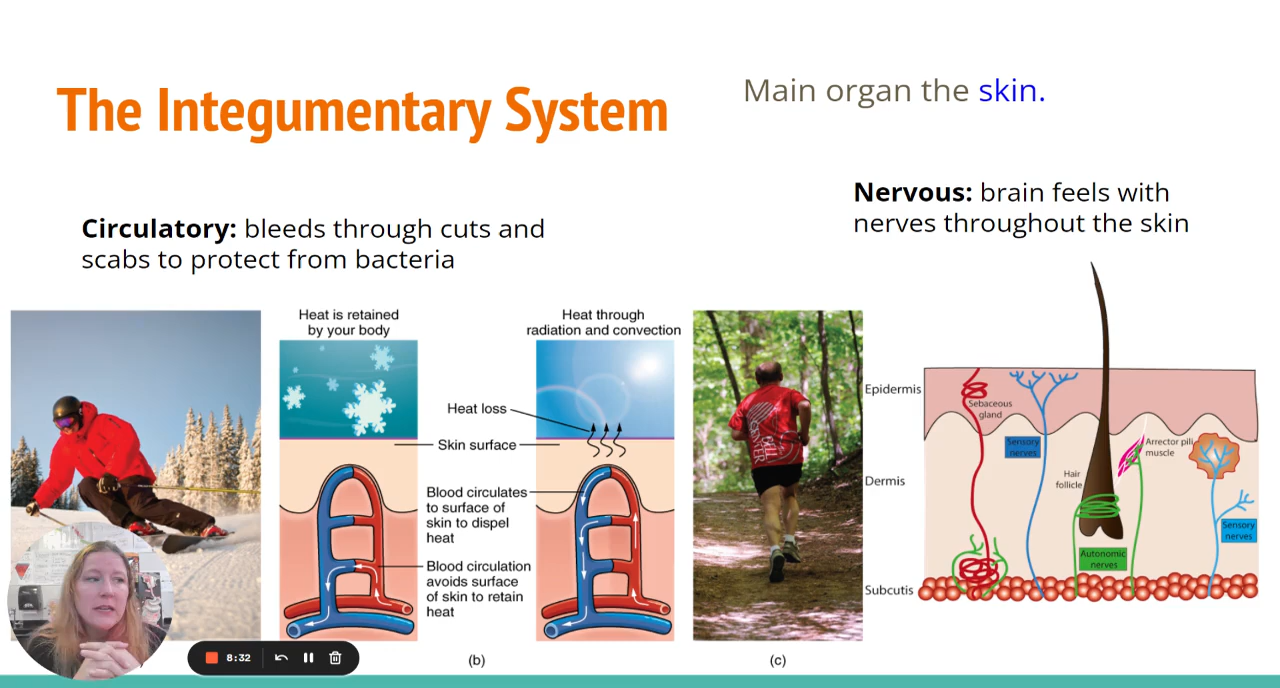 The Integumentary System
Main organ the skin.
Circulatory: bleeds through cuts and
scabs to protect from bacteria
Nervous: brain feels with
nerves throughout the skin
Heat is retained
by your body
Heat through
radiation and convection
Heat loss
Skin surface
Blood circulates
to surface of
skin to dispel
heat
Blood circulation
avoids surface
of skin to retain
heat
(b)
(c)
Epidermis
Dermis
Subcutis
Sebaceous
gland
Sensory
nerves
Hair
follicle
Arrector pili
muscle
Autonomic
nerves
Sensory
nerves
8:32